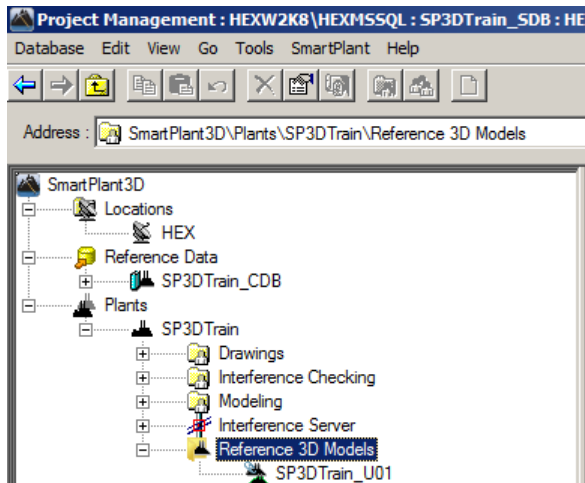 Project Management : HEXW2K8\HEXMSSQL : SP3DTrain_SDB : HE
Database Edit View Go Tools SmartPlant Help
Address : SmartPlant3D\Plants\SP3DTrain\Reference 3D Models
SmartPlant3D
Locations
HEX
Reference Data
SP3DTrain_CDB
Plants
SP3DTrain
Drawings
Interference Checking
Modeling
Interference Server
Reference 3D Models
SP3DTrain_U01